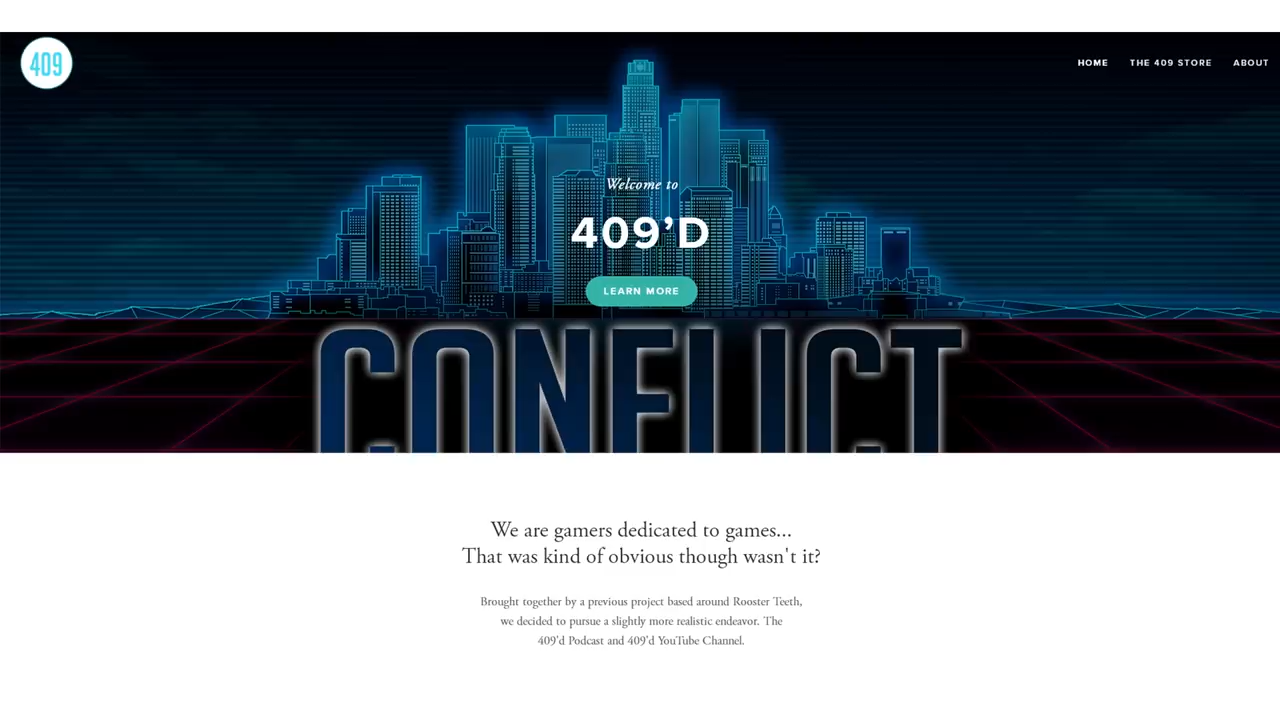 409
HOME THE 409 STORE ABOUT
Welcome to
409’D
LEARN MORE
CONFLICT
We are gamers dedicated to games...
That was kind of obvious though wasn't it?
Brought together by a previous project based around Rooster Teeth,
we decided to pursue a slightly more realistic endeavor. The
409'd Podcast and 409'd YouTube Channel.